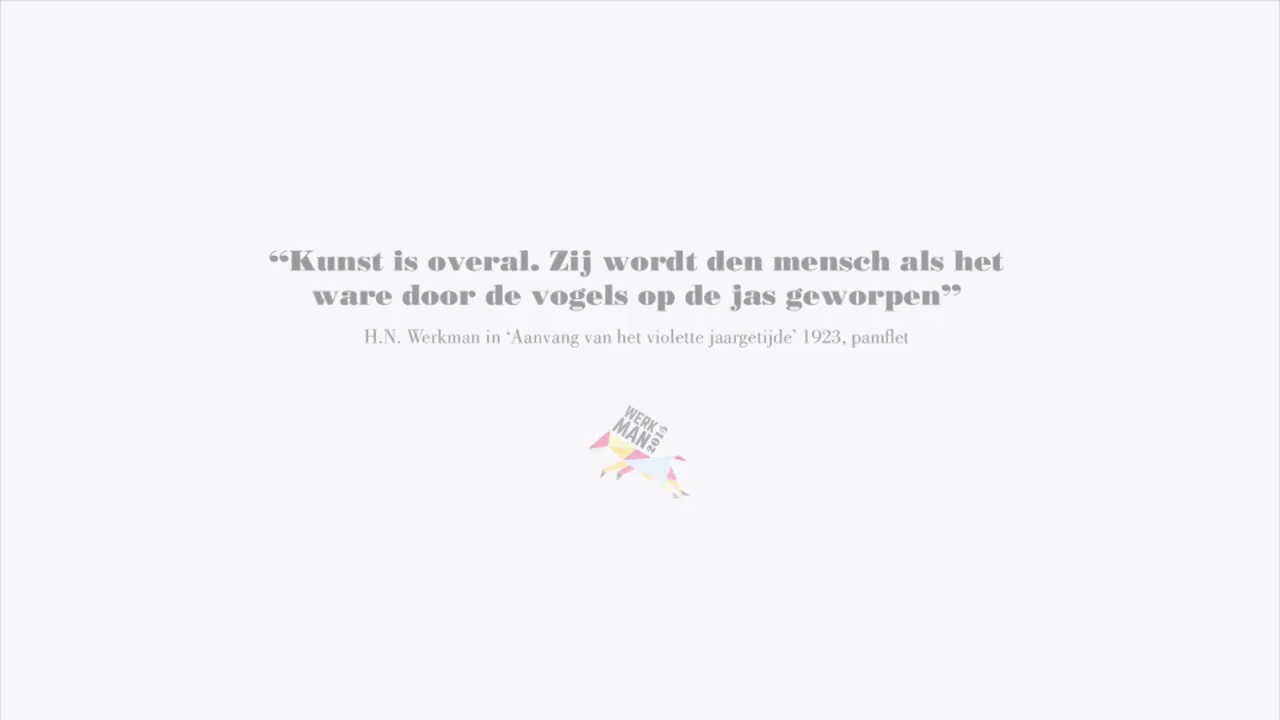 “Kunst is overal. Zij wordt den mensch als het
ware door de vogels op de jas geworpen”
H.N. Werkman in ‘Aanvang van het violette jaargetijde’ 1923, pamflet
WERK
MAN
2015